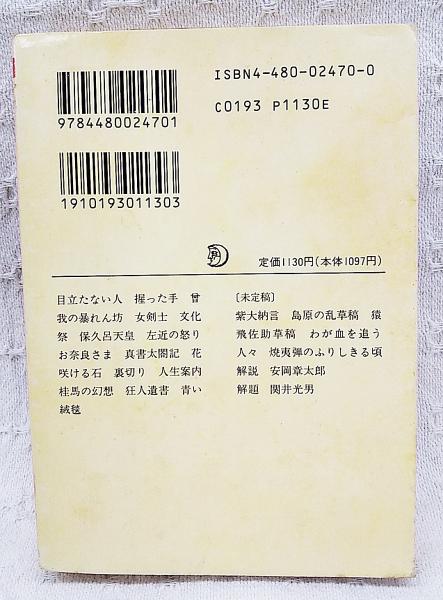 ISBN4-480-02470-0
C0193 P1130E
9784480024701
1910193011303
定価1130円(本体1097円)
目立たない人 握った手 曾
我の暴れん坊 女剣士 文化
祭 保久呂天皇 左近の怒り
お奈良さま 真書太閤記 花
咲ける石 裏切り 人生案内
桂馬の幻想 狂人遺書 青い
絨毯
〔未定稿〕
紫大納言 島原の乱草稿 猿
飛佐助草稿 わが血を追う
人々 焼夷弾のふりしきる頃
解説 安岡章太郎
解題 関井光男